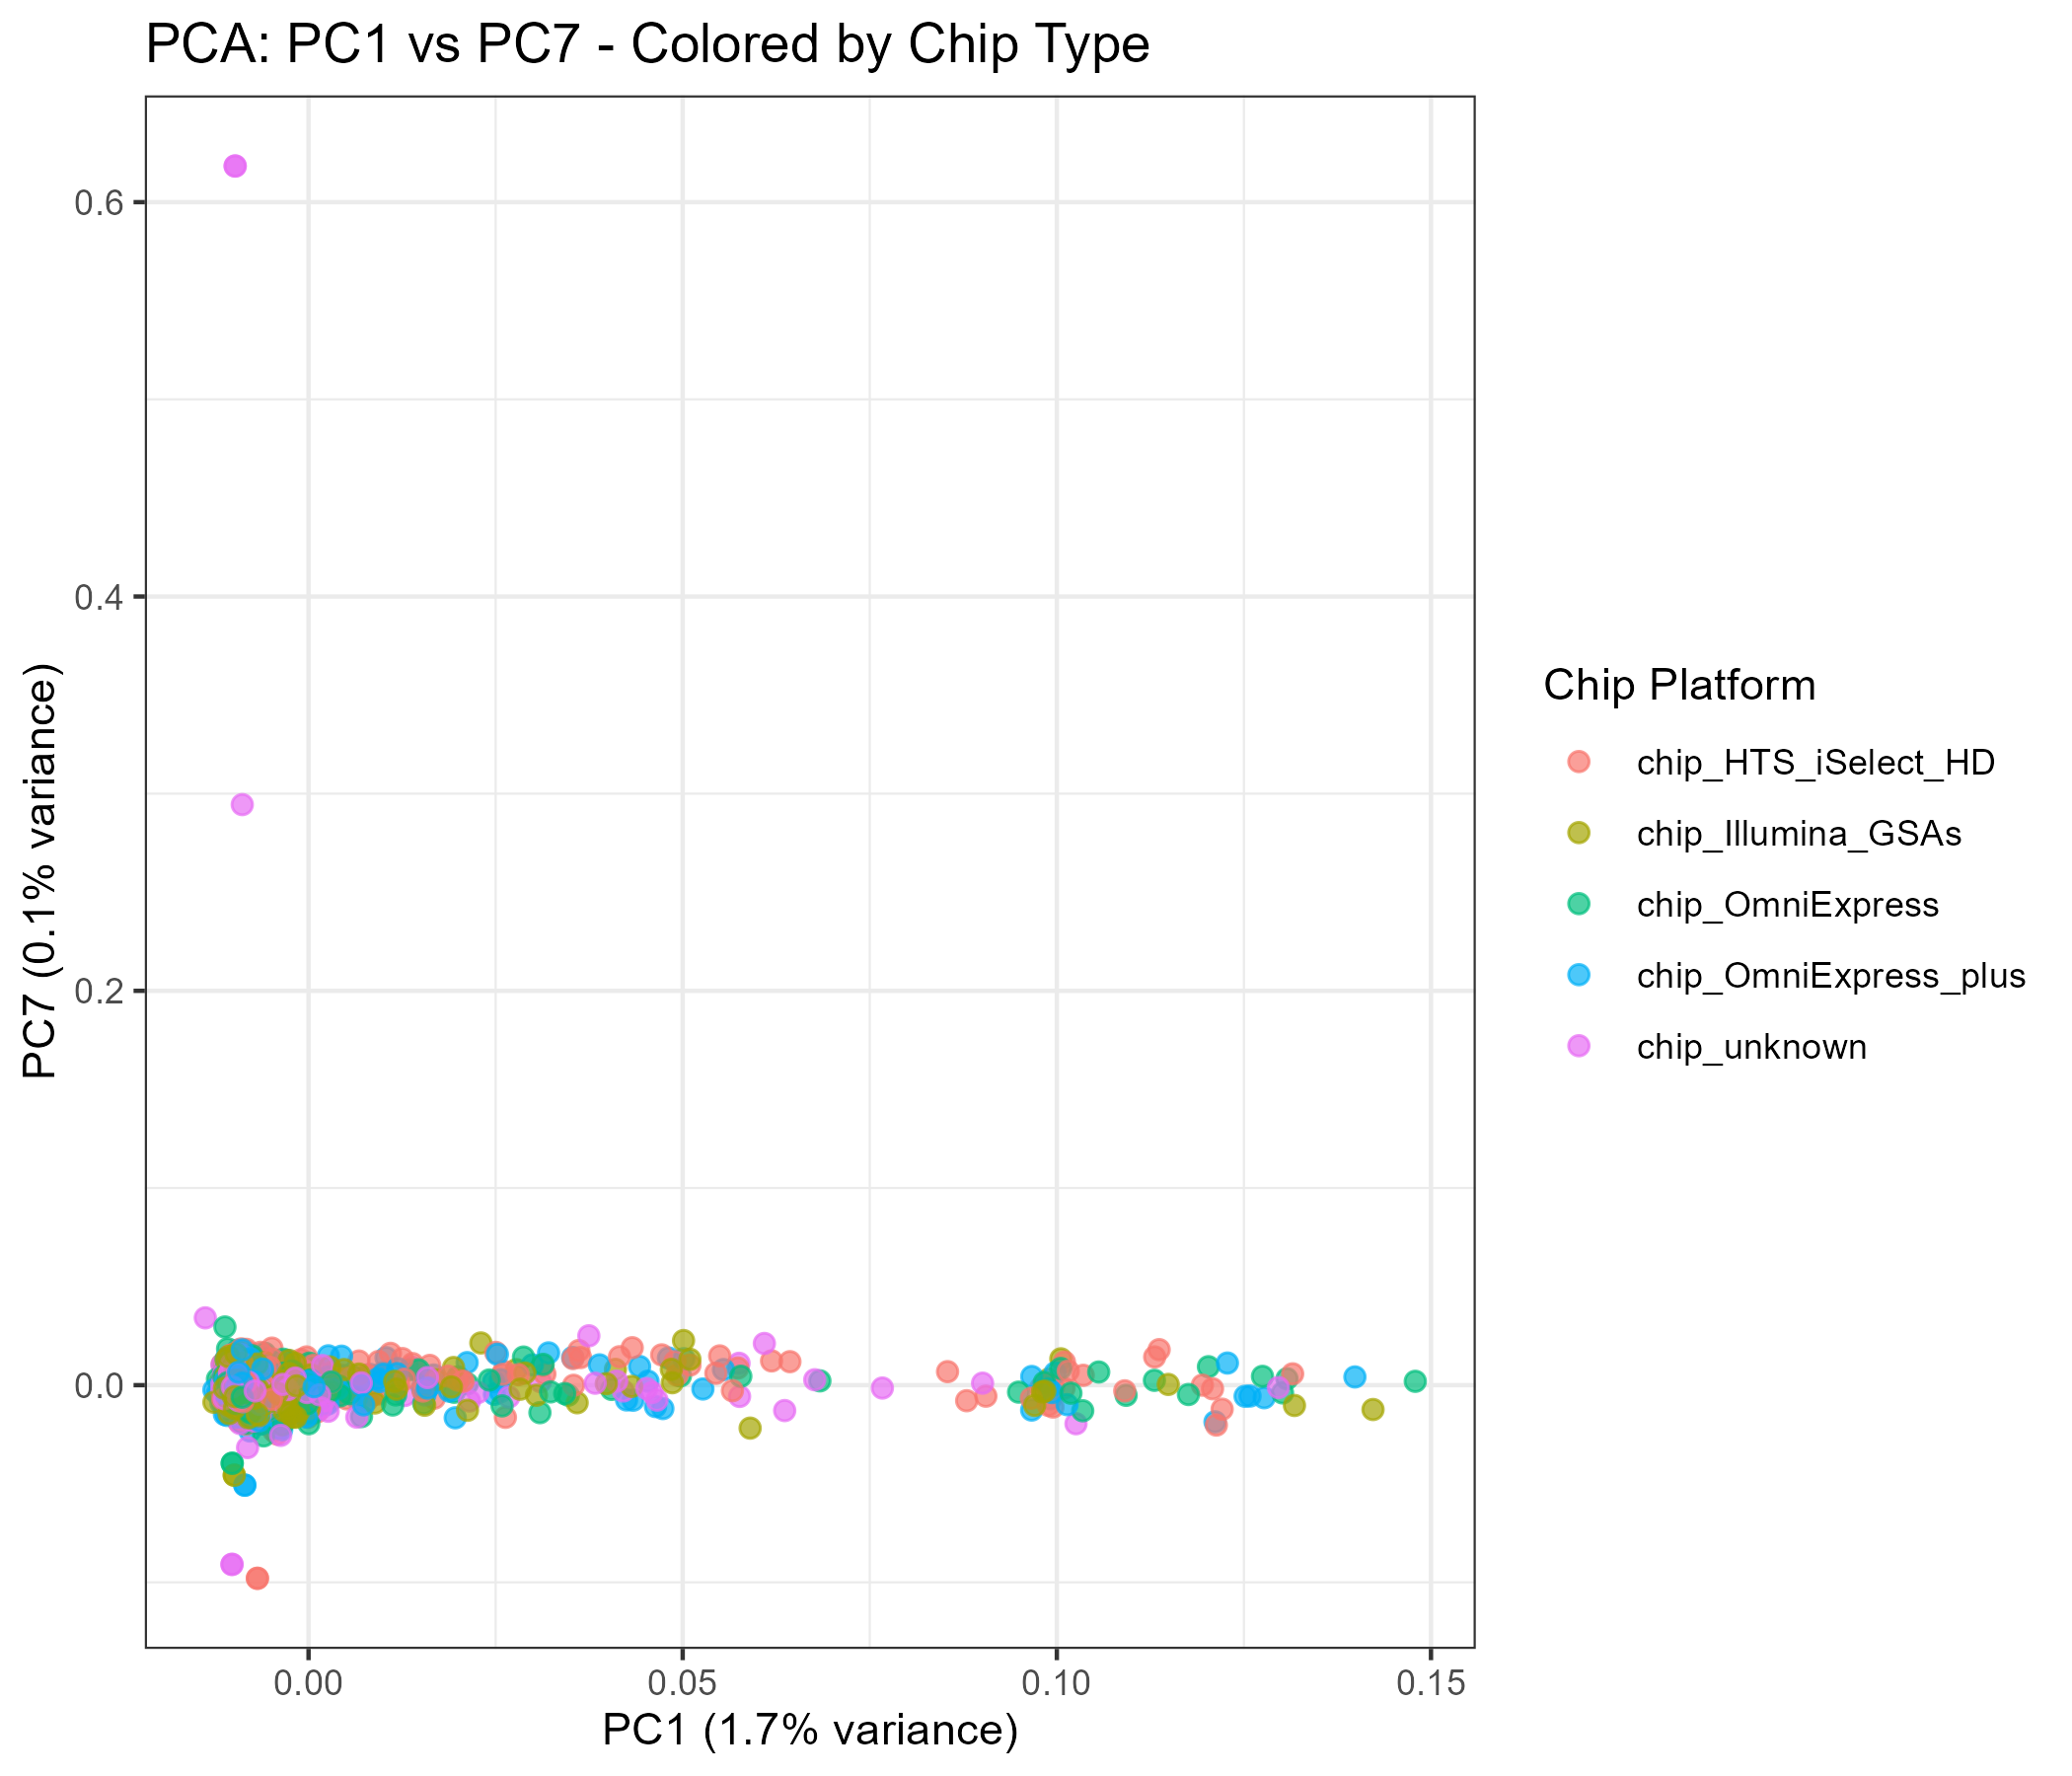 PCA: PC1 vs PC7 - Colored by Chip Type
PC7 (0.1% variance)
0.6
0.4
0.2
0.0
0.00
0.05
0.10
0.15
PC1 (1.7% variance)
Chip Platform
chip_HTS_iSelect_HD
chip_Illumina_GSAs
chip_OmniExpress
chip_OmniExpress_plus
chip_unknown